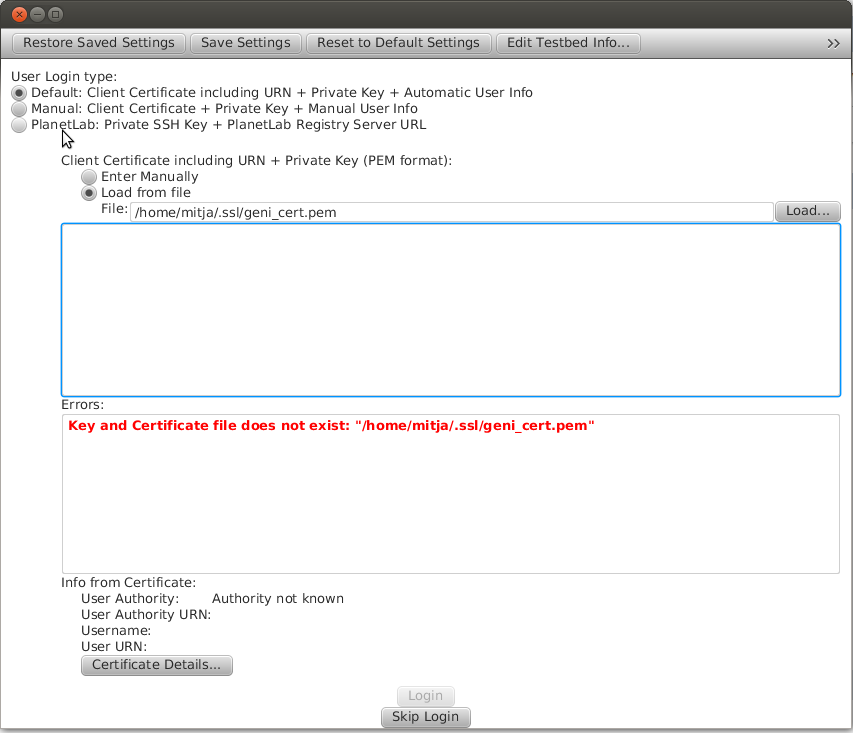 Restore Saved Settings Save Settings Reset to Default Settings Edit Testbed Info... >>
User Login type:
Default: Client Certificate including URN + Private Key + Automatic User Info
Manual: Client Certificate + Private Key + Manual User Info
PlanetLab: Private SSH Key + PlanetLab Registry Server URL
Client Certificate including URN + Private Key (PEM format):
Enter Manually
Load from file
File: /home/mitja/.ssl/geni_cert.pem Load...
Errors:
Key and Certificate file does not exist: "/home/mitja/.ssl/geni_cert.pem"
Info from Certificate:
User Authority: Authority not known
User Authority URN:
Username:
User URN:
Certificate Details...
Login
Skip Login